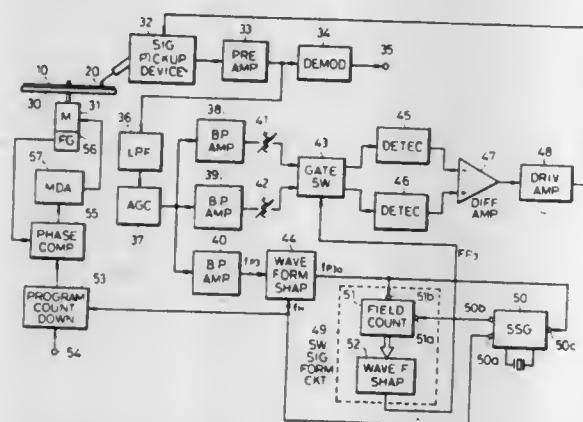 32
SIG
PICKUP
DEVICE
33
PRE
AMP
34
DEMOD
35
10
20
30
M
31
FG
56
57
MDA
55
PHASE
COMP
53
PROGRAM
COUNT
DOWN
54
36
LPF
AGC
37
38
B.P
AMP
41
39
B.P
AMP
42
40
B.P
AMP
fp3
43
GATE
SW
44
WAVE
FORM
SHAP
fp3a
fH
45
DETEC
46
DETEC
47
DIFF
AMP
48
DRIV
AMP
49
SW
SIG
FORM
CKT
51
51b
FIELD
COUNT
51a
52
WAVE F
SHAP
50b
50
SSG
50a
50c